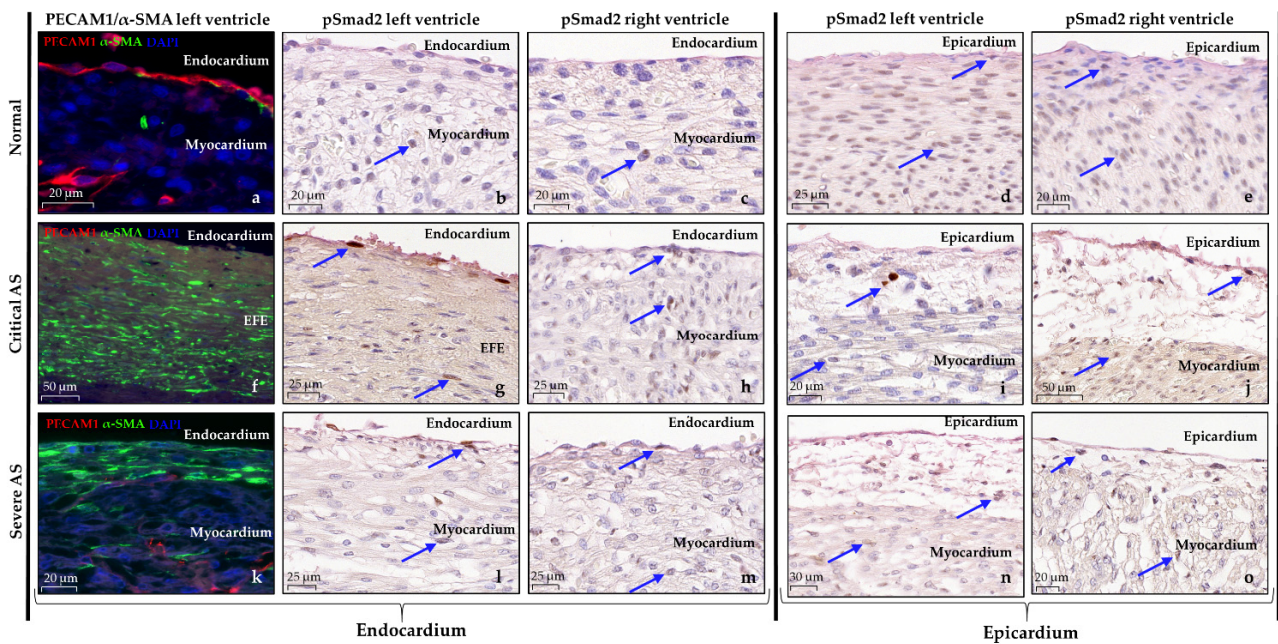 PECAM1/α-SMA left ventricle
pSmad2 left ventricle
pSmad2 right ventricle
pSmad2 left ventricle
pSmad2 right ventricle
Normal
PECAM1 α-SMA DAPI
Endocardium
Myocardium
20 µm
a
Endocardium
Myocardium
20 µm
b
Endocardium
Myocardium
20 µm
c
Epicardium
25 µm
d
Epicardium
20 µm
e
Critical AS
PECAM1 α-SMA DAPI
Endocardium
EFE
50 µm
f
Endocardium
EFE
25 µm
g
Endocardium
Myocardium
25 µm
h
Epicardium
Myocardium
20 µm
i
Epicardium
Myocardium
50 µm
j
Severe AS
PECAM1 α-SMA DAPI
Endocardium
Myocardium
20 µm
k
Endocardium
Myocardium
25 µm
l
Endocardium
Myocardium
25 µm
m
Epicardium
Myocardium
30 µm
n
Epicardium
Myocardium
20 µm
o
Endocardium
Epicardium